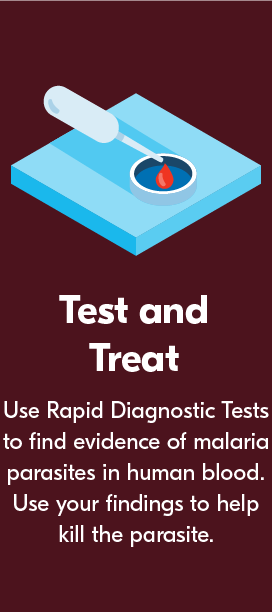 Test and
Treat
Use Rapid Diagnostic Tests
to find evidence of malaria
parasites in human blood.
Use your findings to help
kill the parasite.